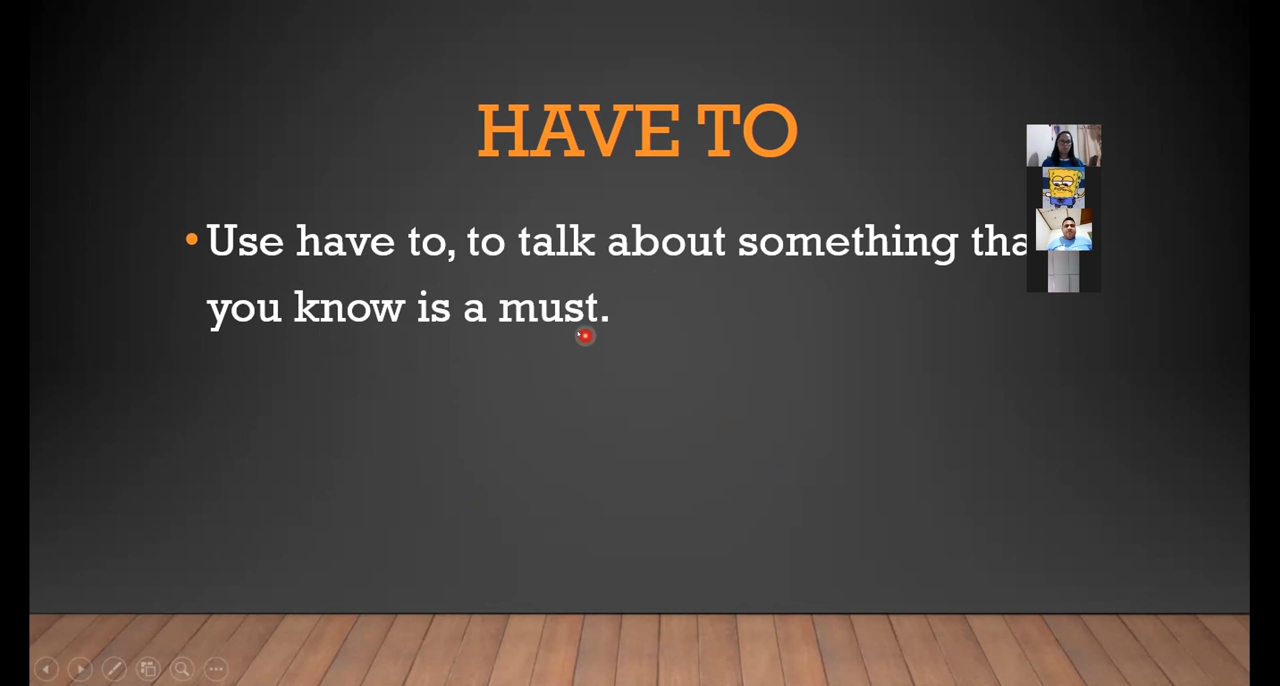 HAVE TO
• Use have to, to talk about something tha
you know is a must.